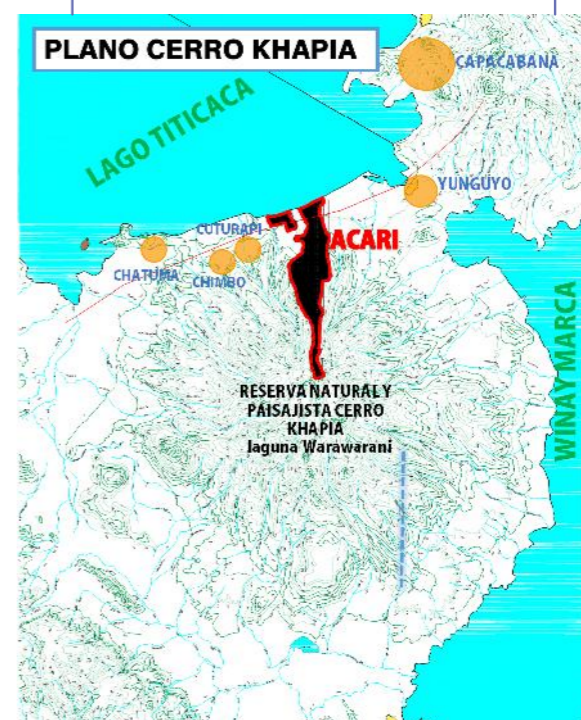 PLANO CERRO KHAPIA
CAPACABANA
LAGO TITICACA
YUNGUYO
CUTURAPI
ACARI
CHATUMA
CHIMBO
WINAY MARCA
RESERVA NATURAL Y
PAISAJISTA CERRO
KHAPIA
laguna Warawarani